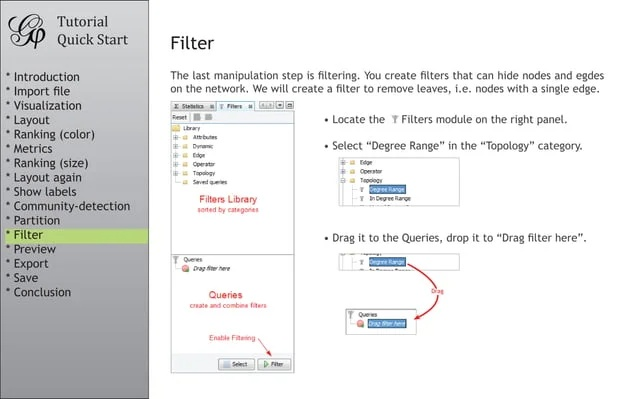 Tutorial
Quick Start
* Introduction
* Import file
* Visualization
* Layout
* Ranking (color)
* Metrics
* Ranking (size)
* Layout again
* Show labels
* Community-detection
* Partition
* Filter
* Preview
* Export
* Save
* Conclusion
Filter
The last manipulation step is filtering. You create filters that can hide nodes and egdes
on the network. We will create a filter to remove leaves, i.e. nodes with a single edge.
Statistics
Filters
Reset
Library
Attributes
Dynamic
Edge
Operator
Topology
Saved queries
Filters Library
sorted by categories
Queries
Drag filter here
Queries
create and combine filters
Enable Filtering
Select
Filter
• Locate the Filters module on the right panel.
• Select “Degree Range” in the “Topology” category.
Edge
Operator
Topology
Degree Range
In Degree Range
• Drag it to the Queries, drop it to “Drag filter here”.
Degree Range
Drag
Queries
Drag filter here